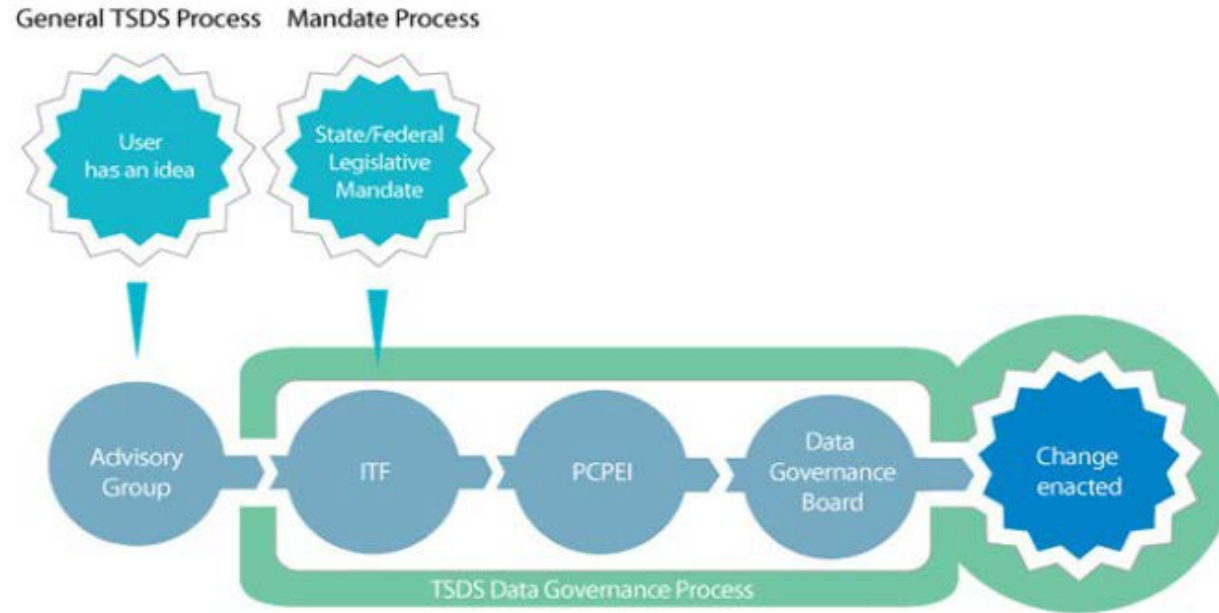 General TSDS Process
Mandate Process
User
has an idea
State/Federal
Legislative
Mandate
Advisory
Group
ITF
PCPEI
Data
Governance
Board
Change
enacted
TSDS Data Governance Process